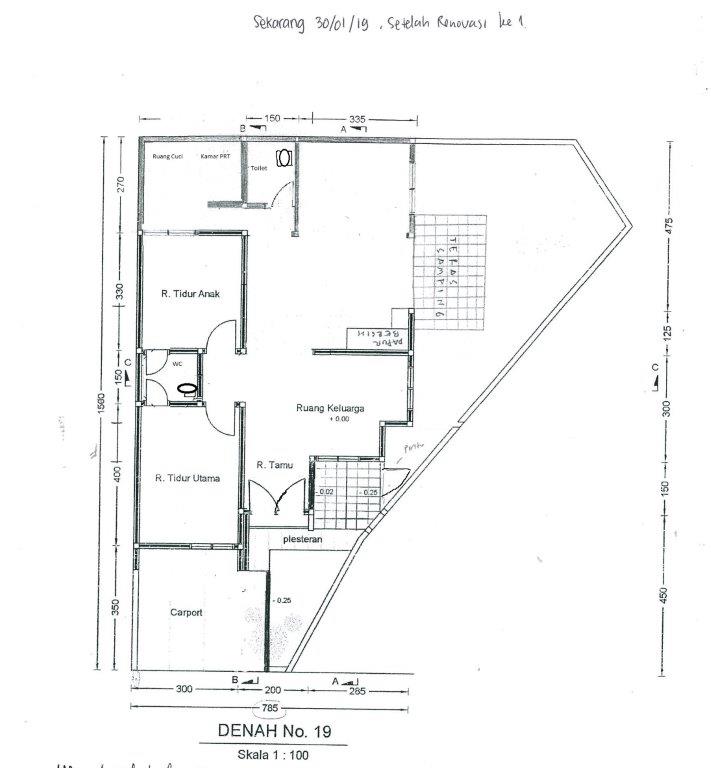 Sekarang 30/01/19 . Setelah Renovasi ke 1.
B
150
A
335
Ruang Cuci
Kamar PRT
Toilet
270
475
TERAS
SAMPING
330
R. Tidur Anak
DAPUR
BERSIH
125
C
150
WC
C
1580
300
Ruang Keluarga
+ 0.00
400
R. Tidur Utama
R. Tamu
- 0.02
- 0.25
150
plesteran
350
- 0.25
450
Carport
B
A
300
200
285
785
DENAH No. 19
Skala 1 : 100